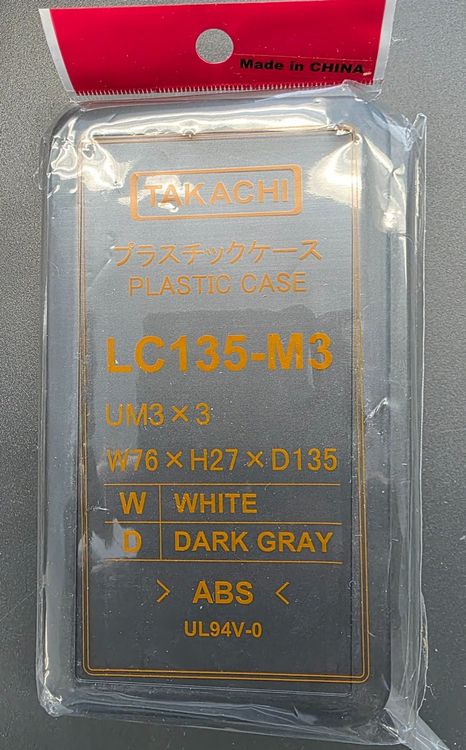 Made in CHINA
TAKACHI
プラスチックケース
PLASTIC CASE
LC135-M3
UM3×3
W76×H27×D135
W WHITE
D DARK GRAY
> ABS <
UL94V-0